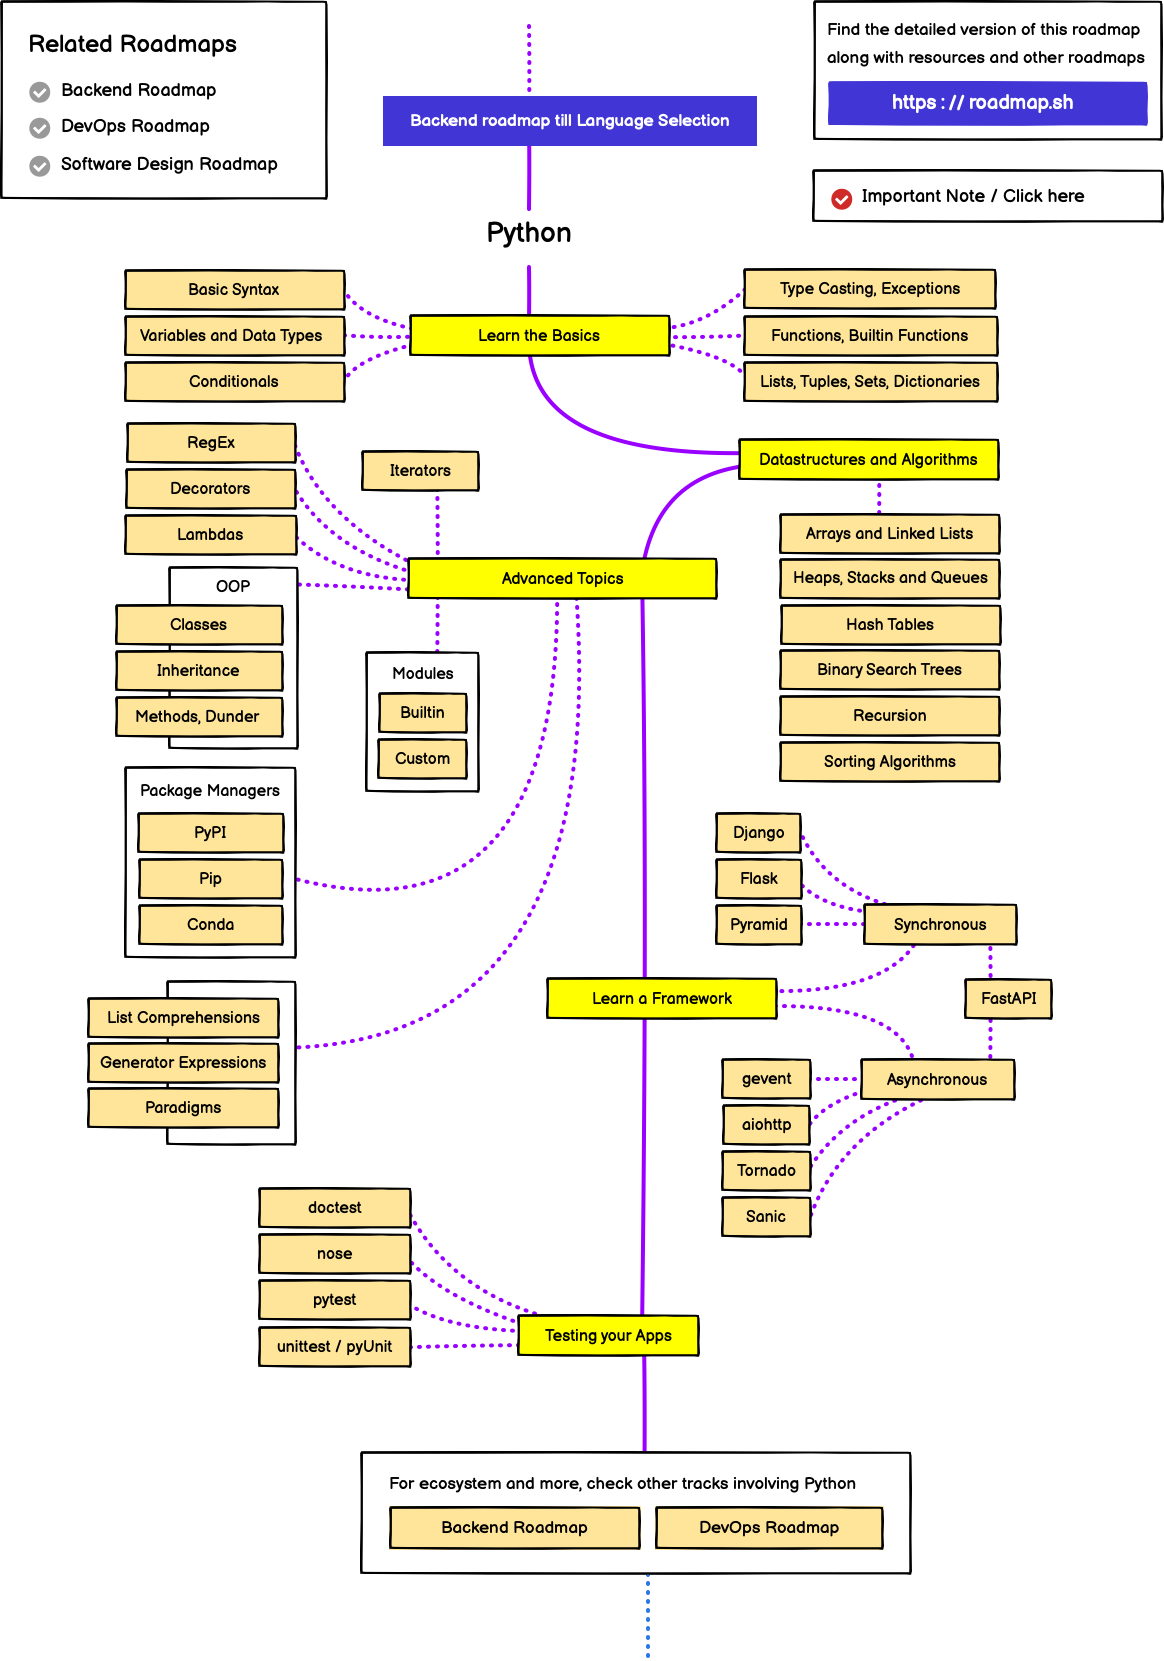 Related Roadmaps
Backend Roadmap
DevOps Roadmap
Software Design Roadmap
Find the detailed version of this roadmap
along with resources and other roadmaps
https://roadmap.sh
Important Note / Click here
Backend roadmap till Language Selection
Python
Learn the Basics
Basic Syntax
Variables and Data Types
Conditionals
Type Casting, Exceptions
Functions, Builtin Functions
Lists, Tuples, Sets, Dictionaries
Datastructures and Algorithms
Arrays and Linked Lists
Heaps, Stacks and Queues
Hash Tables
Binary Search Trees
Recursion
Sorting Algorithms
Advanced Topics
RegEx
Decorators
Lambdas
Iterators
OOP
Classes
Inheritance
Methods, Dunder
Modules
Builtin
Custom
Package Managers
PyPI
Pip
Conda
List Comprehensions
Generator Expressions
Paradigms
Learn a Framework
Synchronous
Django
Flask
Pyramid
FastAPI
Asynchronous
gevent
aiohttp
Tornado
Sanic
Testing your Apps
doctest
nose
pytest
unittest / pyUnit
For ecosystem and more, check other tracks involving Python
Backend Roadmap
DevOps Roadmap